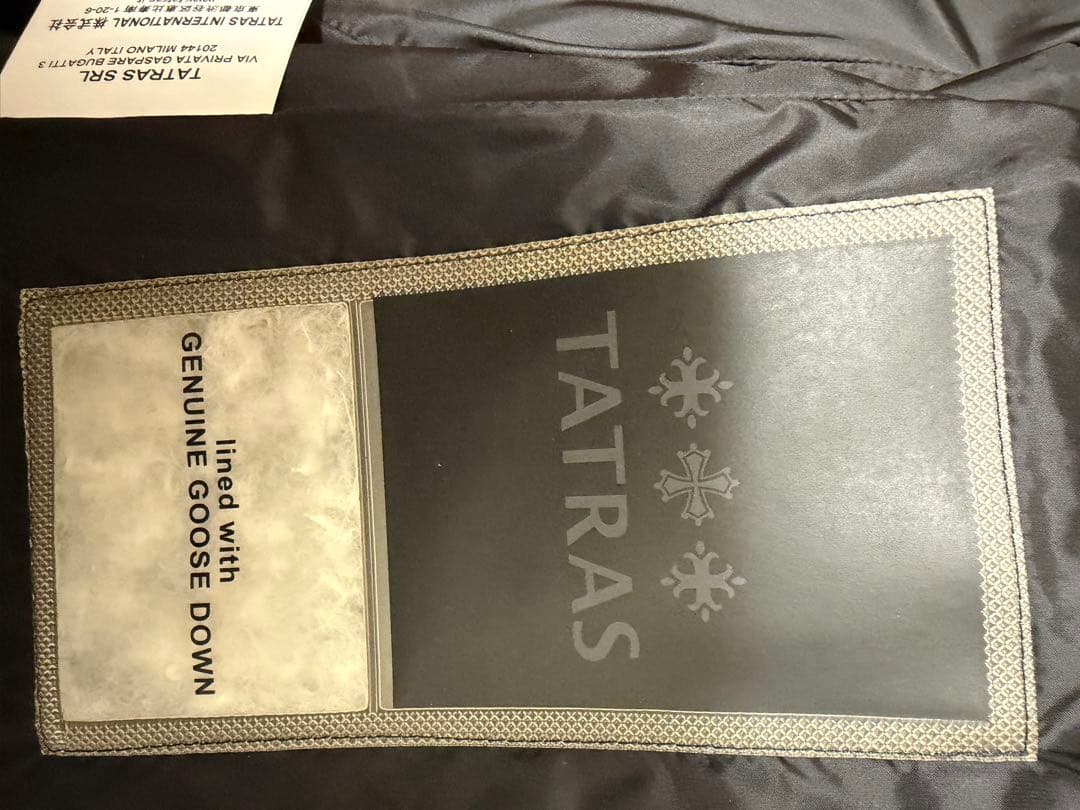 TATRAS
lined with
GENUINE GOOSE DOWN
TATRAS SRL
VIA PRIVATA GASPARE BUGATTI 3
20144 MILANO ITALY
TATRAS INTERNATIONAL 株式会社
東京都渋谷区恵比寿南 1-20-6